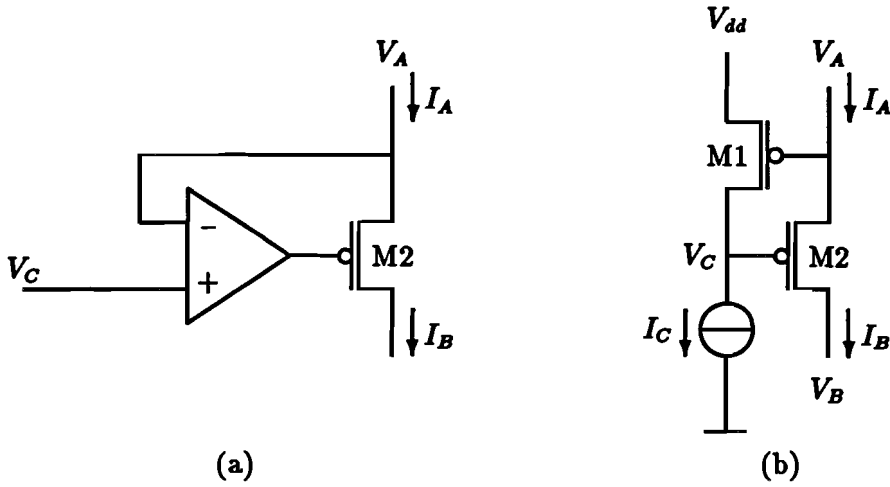 V_A
I_A
−
V_C
+
M2
I_B
(a)
V_dd
V_A
I_A
M1
V_C
M2
I_C
I_B
V_B
(b)